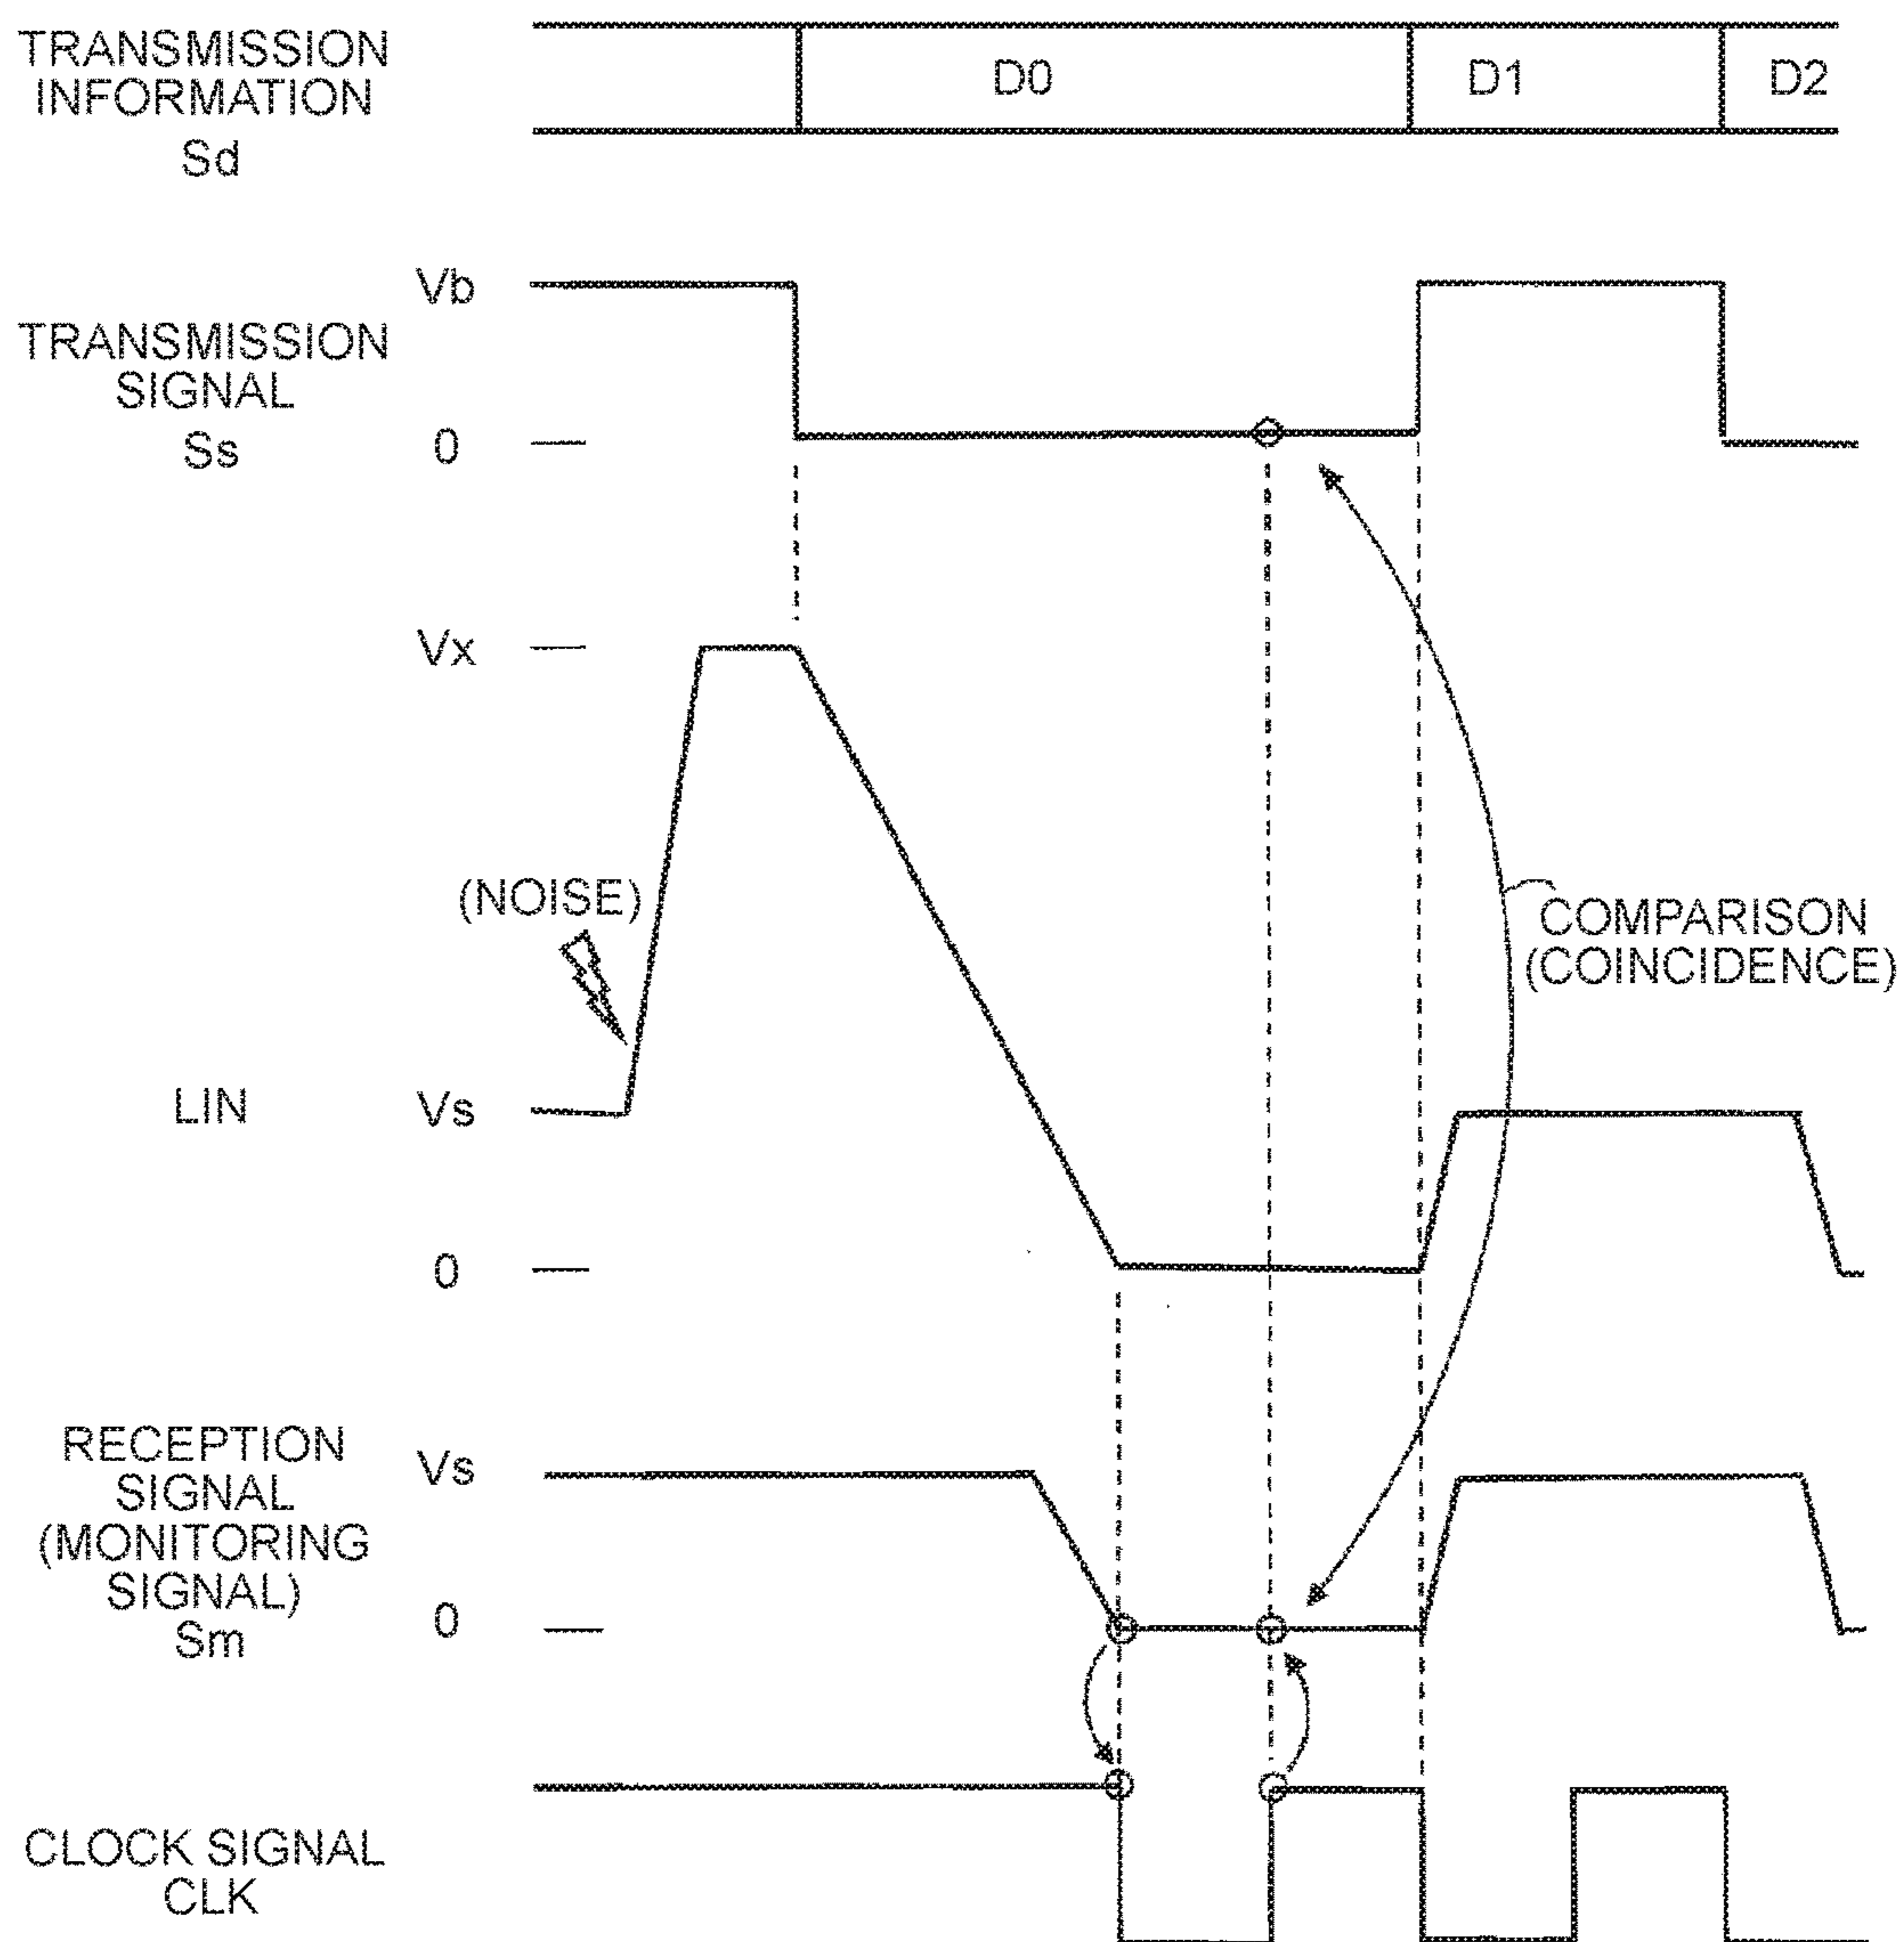 TRANSMISSION
INFORMATION
Sd
D0
D1
D2
TRANSMISSION
SIGNAL
Ss
Vb
0
Vx
(NOISE)
COMPARISON
(COINCIDENCE)
LIN
Vs
0
RECEPTION
SIGNAL
(MONITORING
SIGNAL)
Sm
Vs
0
CLOCK SIGNAL
CLK